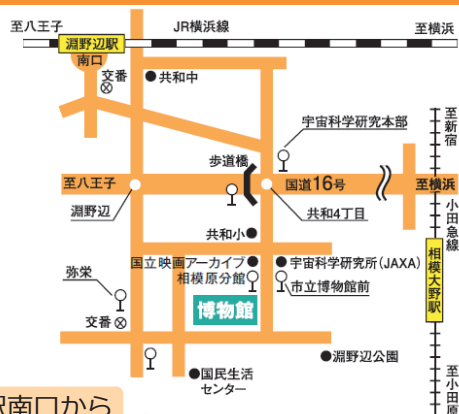 至八王子
JR横浜線
至横浜
淵野辺駅
南口
交番
共和中
宇宙科学研究本部
至新宿
歩道橋
至八王子
国道16号
至横浜
淵野辺
共和4丁目
小田急線
共和小
国立映画アーカイブ
相模原分館
宇宙科学研究所(JAXA)
相模大野駅
弥栄
市立博物館前
博物館
交番
淵野辺公園
国民生活
センター
至小田原
駅南口から